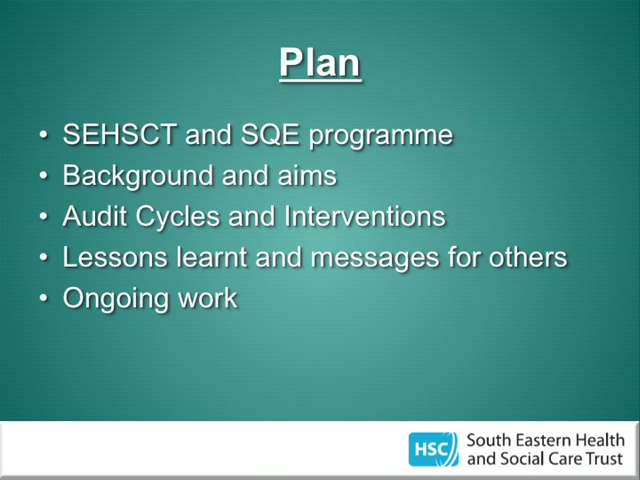 Plan
• SEHSCT and SQE programme
• Background and aims
• Audit Cycles and Interventions
• Lessons learnt and messages for others
• Ongoing work
HSC South Eastern Health
and Social Care Trust